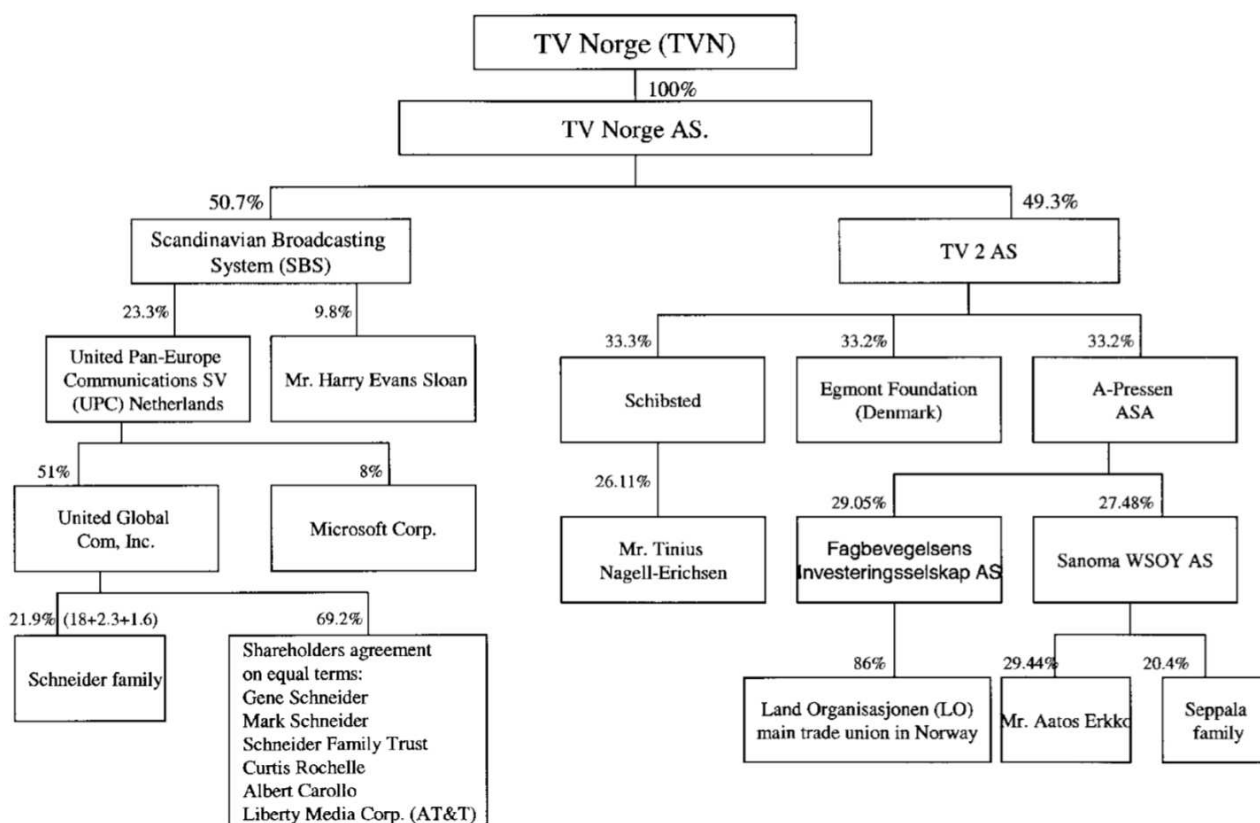 TV Norge (TVN)
100%
TV Norge AS.
50.7%
49.3%
Scandinavian Broadcasting
System (SBS)
TV 2 AS
23.3%
9.8%
33.3%
33.2%
33.2%
United Pan-Europe
Communications SV
(UPC) Netherlands
Mr. Harry Evans Sloan
Schibsted
Egmont Foundation
(Denmark)
A-Pressen
ASA
51%
8%
26.11%
29.05%
27.48%
United Global
Com, Inc.
Microsoft Corp.
Mr. Tinius
Nagell-Erichsen
Fagbevegelsens
Investeringsselskap AS
Sanoma WSOY AS
21.9% (18+2.3+1.6)
69.2%
86%
29.44%
20.4%
Schneider family
Shareholders agreement
on equal terms:
Gene Schneider
Mark Schneider
Schneider Family Trust
Curtis Rochelle
Albert Carollo
Liberty Media Corp. (AT&T)
Land Organisasjonen (LO)
main trade union in Norway
Mr. Aatos Erkko
Seppala
family